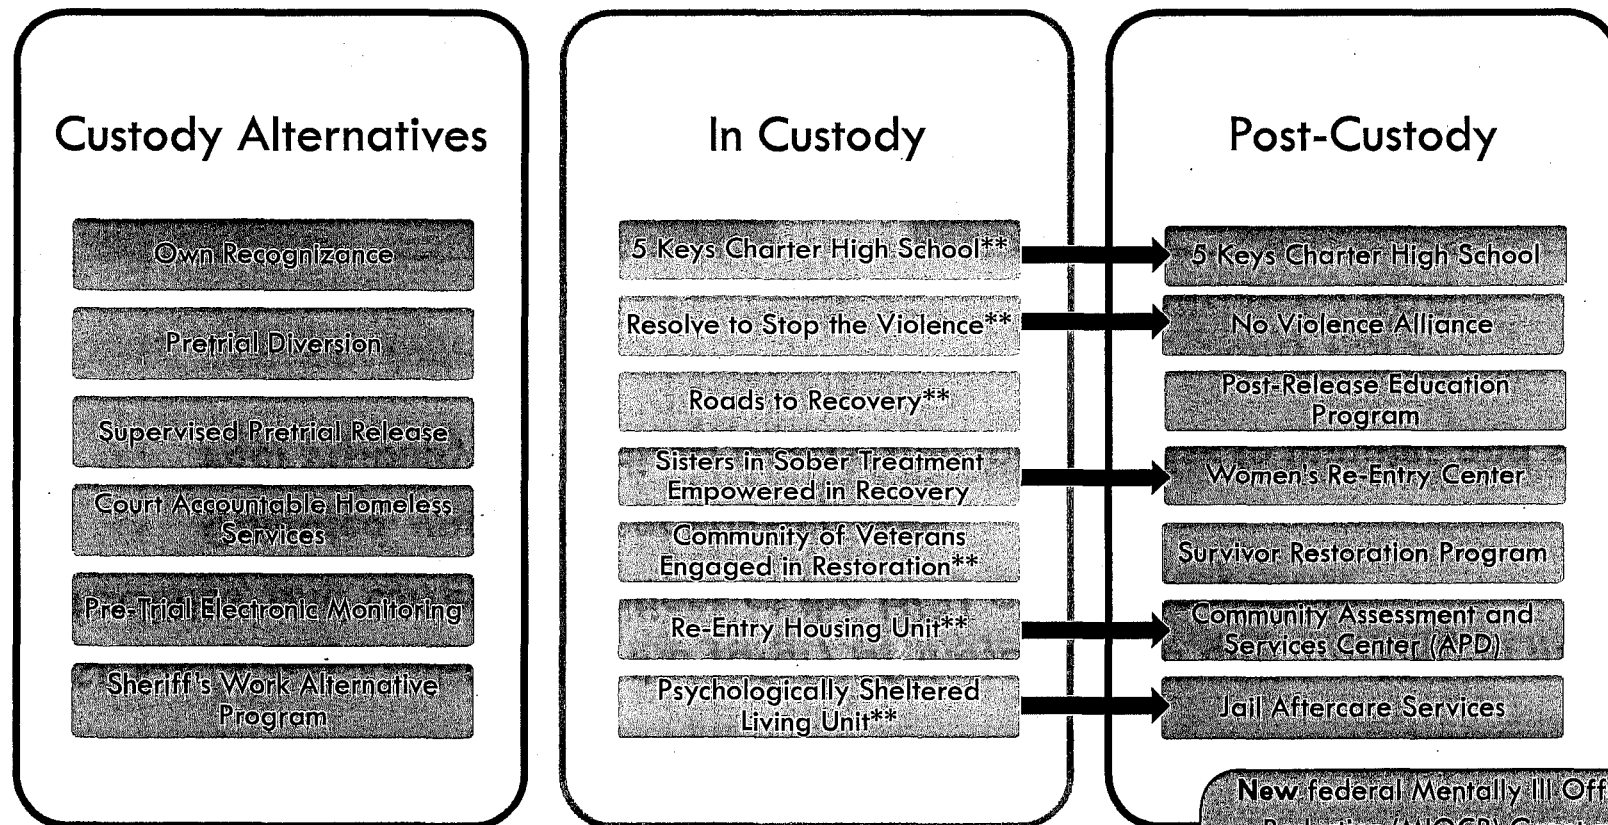 Custody Alternatives
Own Recognizance
Pretrial Diversion
Supervised Pretrial Release
Court Accountable Homeless
Services
Pre-Trial Electronic Monitoring
Sheriff's Work Alternative
Program
In Custody
5 Keys Charter High School**
Resolve to Stop the Violence**
Roads to Recovery**
Sisters in Sober Treatment
Empowered in Recovery
Community of Veterans
Engaged in Restoration**
Re-Entry Housing Unit**
Psychologically Sheltered
Living Unit**
Post-Custody
5 Keys Charter High School
No Violence Alliance
Post-Release Education
Program
Women's Re-Entry Center
Survivor Restoration Program
Community Assessment and
Services Center (APD)
Jail Aftercare Services
New federal Mentally Ill Off
(MIOCR)